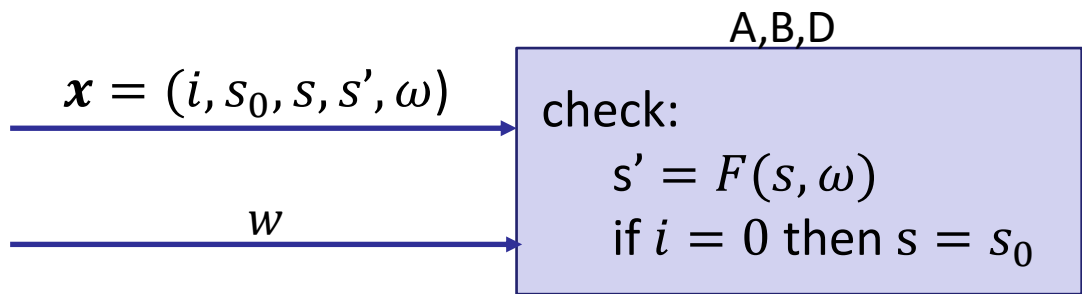 A,B,D
𝒙 = (𝑖, 𝑠₀, 𝑠, 𝑠’, 𝜔)
check:
s’ = 𝐹(𝑠, 𝜔)
𝑤
if 𝑖 = 0 then s = 𝑠₀